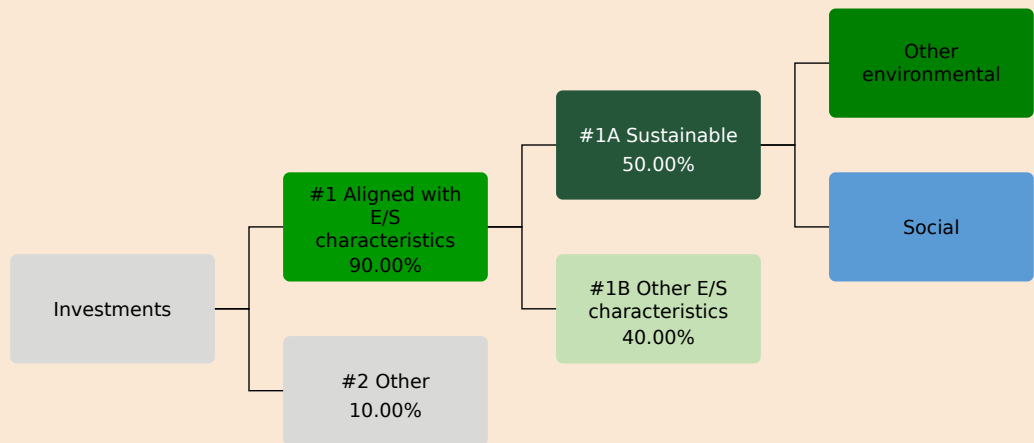 Investments
#1 Aligned with
E/S
characteristics
90.00%
#2 Other
10.00%
#1A Sustainable
50.00%
#1B Other E/S
characteristics
40.00%
Other
environmental
Social